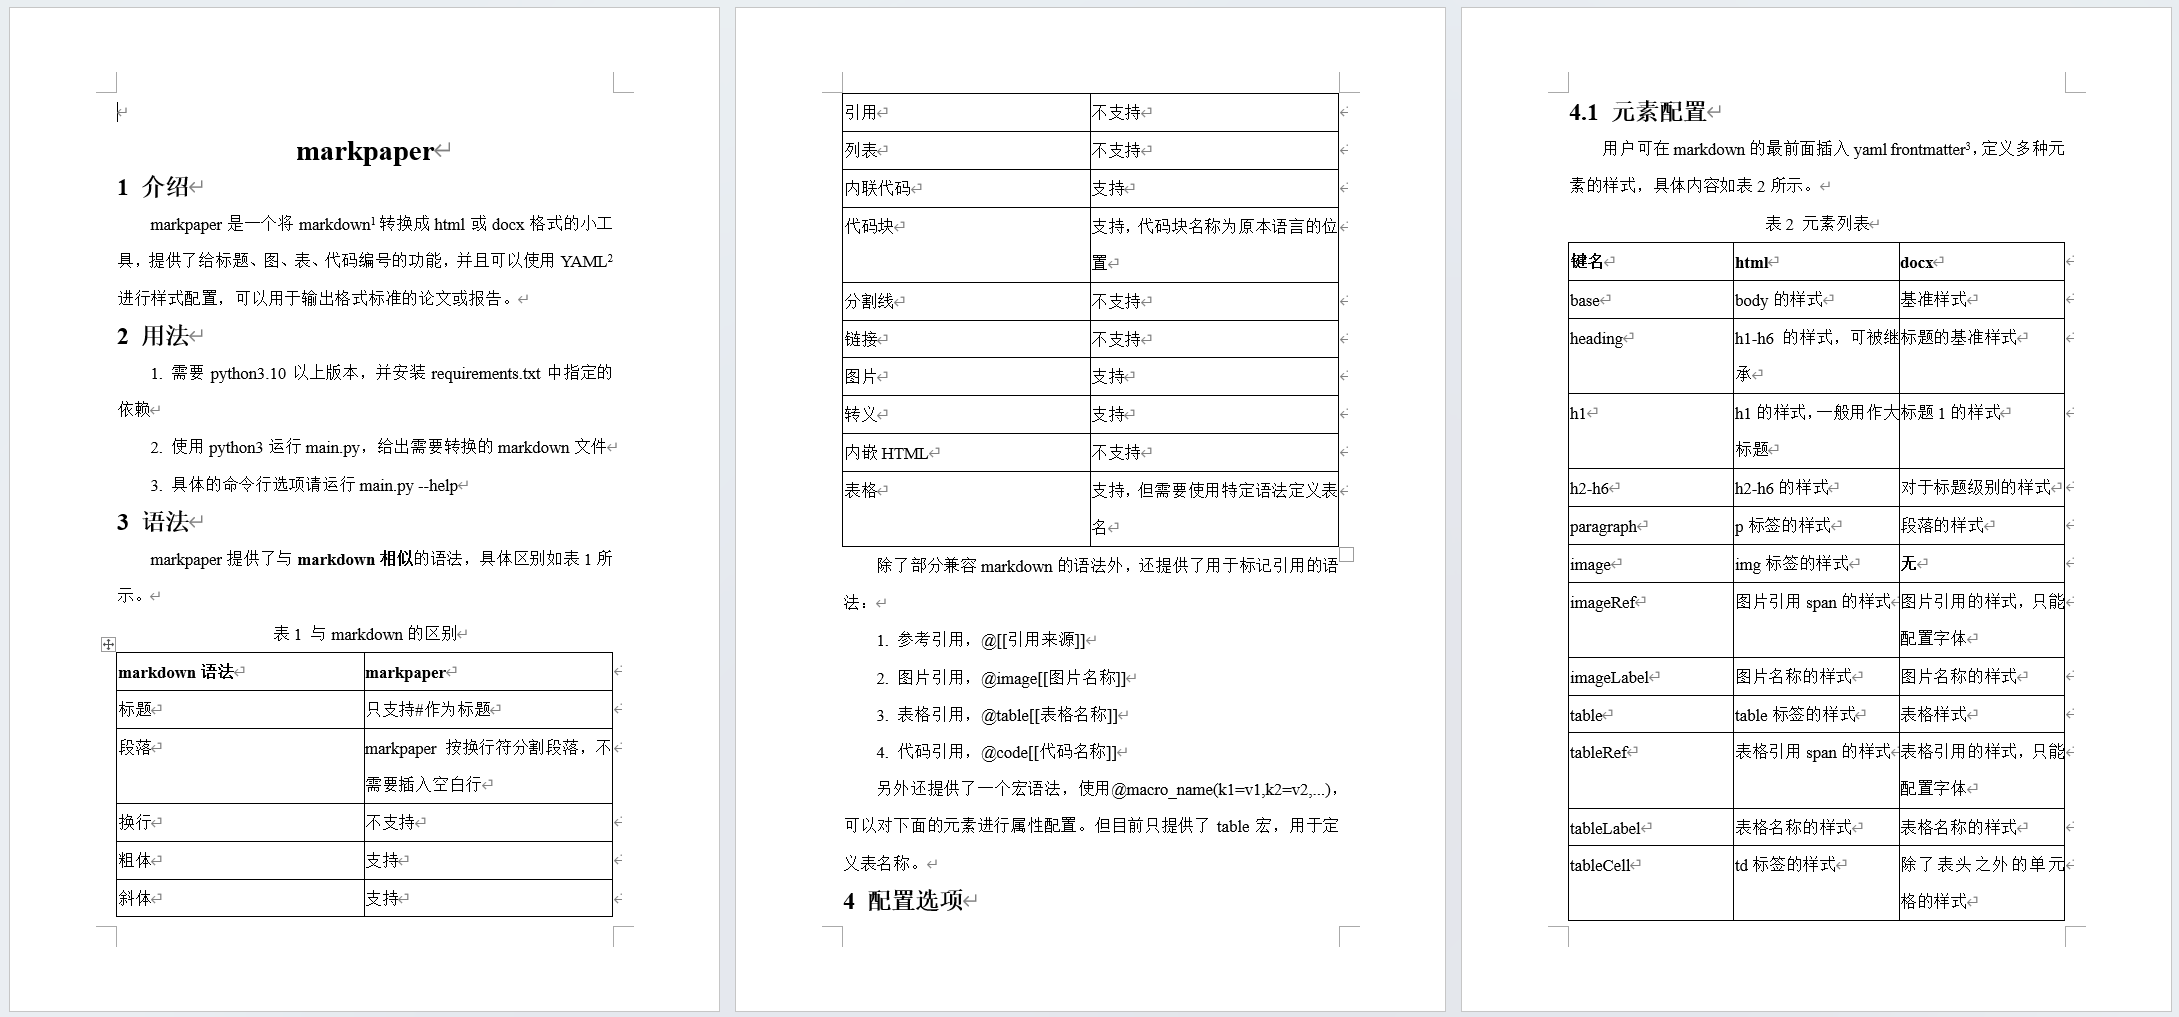 markpaper
1 介绍
markpaper 是一个将 markdown1 转换成 html 或 docx 格式的小工
具，提供了给标题、图、表、代码编号的功能，并且可以使用 YAML2
进行样式配置，可以用于输出格式标准的论文或报告。
2 用法
1. 需要 python3.10 以上版本，并安装 requirements.txt 中指定的
依赖
2. 使用 python3 运行 main.py，给出需要转换的 markdown 文件
3. 具体的命令行选项请运行 main.py --help
3 语法
markpaper 提供了与 markdown 相似的语法，具体区别如表 1 所
示。
表 1 与 markdown 的区别
markdown 语法 markpaper
标题 只支持#作为标题
段落 markpaper 按换行符分割段落，不
需要插入空白行
换行 不支持
粗体 支持
斜体 支持
引用 不支持
列表 不支持
内联代码 支持
代码块 支持，代码块名称为原本语言的位
置
分割线 不支持
链接 不支持
图片 支持
转义 支持
内嵌 HTML 不支持
表格 支持，但需要使用特定语法定义表
名
除了部分兼容 markdown 的语法外，还提供了用于标记引用的语
法：
1. 参考引用，@[[引用来源]]
2. 图片引用，@image[[图片名称]]
3. 表格引用，@table[[表格名称]]
4. 代码引用，@code[[代码名称]]
另外还提供了一个宏语法，使用@macro_name(k1=v1,k2=v2,...)，
可以对下面的元素进行属性配置。但目前只提供了 table 宏，用于定
义表名称。
4 配置选项
4.1 元素配置
用户可在 markdown 的最前面插入 yaml frontmatter3，定义多种元
素的样式，具体内容如表 2 所示。
表 2 元素列表
键名 html docx
base body 的样式 基准样式
heading h1-h6 的样式，可被继 标题的基准样式
承
h1 h1 的样式，一般用作大 标题 1 的样式
标题
h2-h6 h2-h6 的样式 对于标题级别的样式
paragraph p 标签的样式 段落的样式
image img 标签的样式 无
imageRef 图片引用 span 的样式 图片引用的样式，只能
配置字体
imageLabel 图片名称的样式 图片名称的样式
table table 标签的样式 表格样式
tableRef 表格引用 span 的样式 表格引用的样式，只能
配置字体
tableLabel 表格名称的样式 表格名称的样式
tableCell td 标签的样式 除了表头之外的单元
格的样式